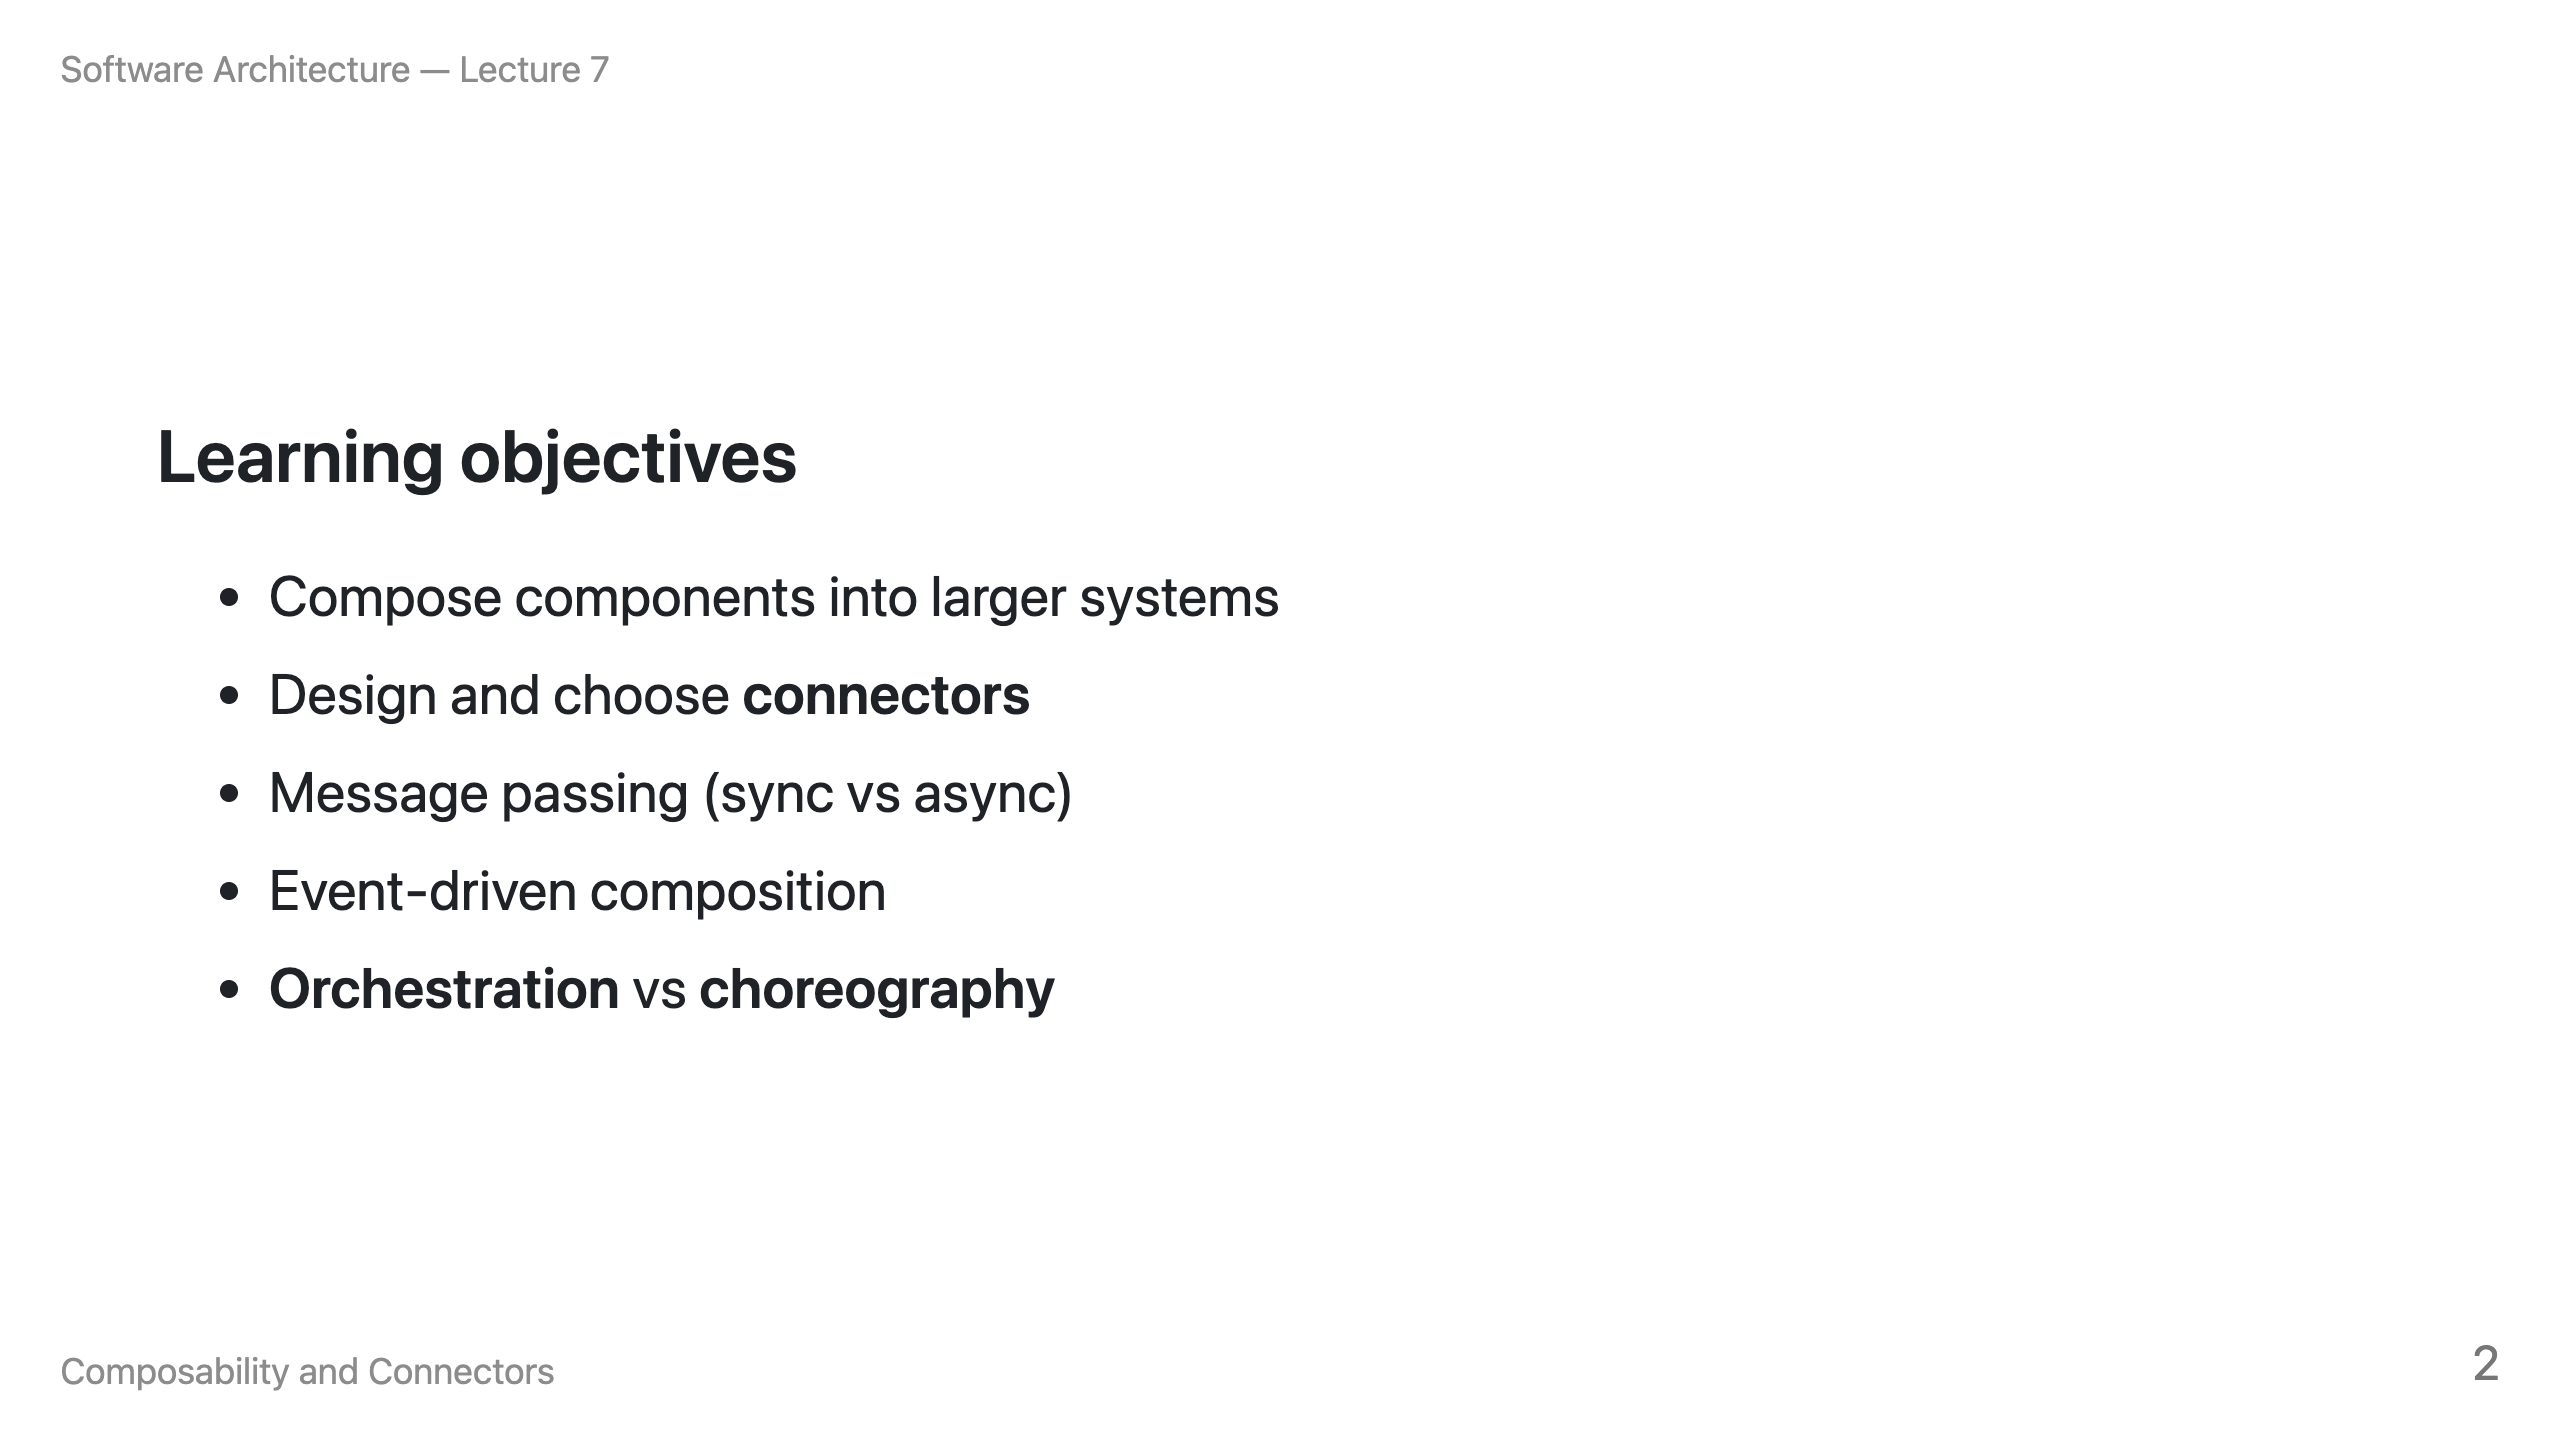 Software Architecture — Lecture 7
Learning objectives
• Compose components into larger systems
• Design and choose connectors
• Message passing (sync vs async)
• Event-driven composition
• Orchestration vs choreography
Composability and Connectors
2